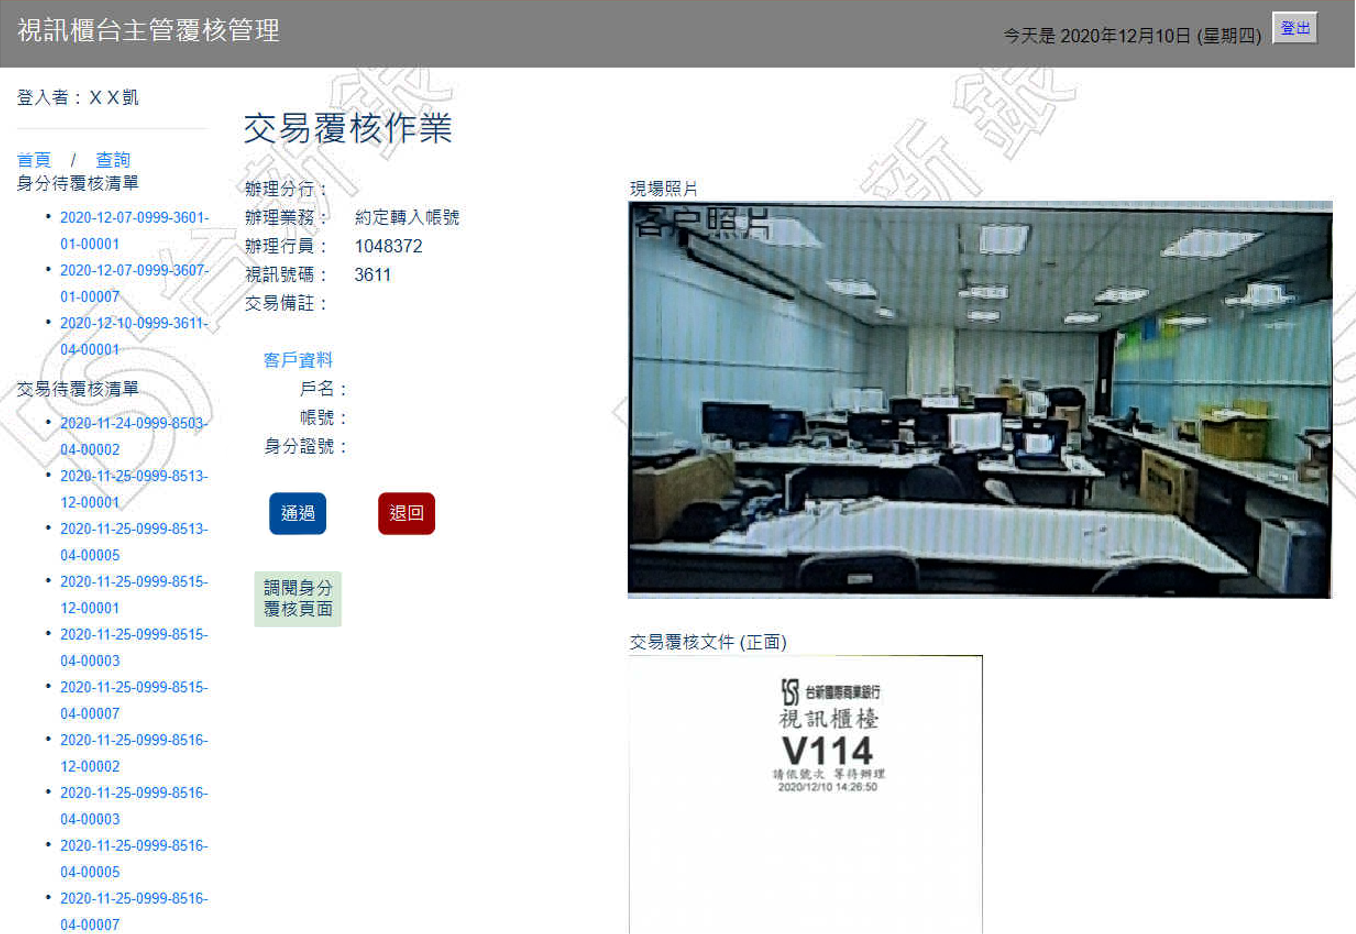 視訊櫃台主管覆核管理
今天是 2020年12月10日 (星期四)
登出
登入者：ＸＸ凱
首頁 / 查詢
身分待覆核清單
• 2020-12-07-0999-3601-
01-00001
• 2020-12-07-0999-3607-
01-00007
• 2020-12-10-0999-3611-
04-00001
交易待覆核清單
• 2020-11-24-0999-8503-
04-00002
• 2020-11-25-0999-8513-
12-00001
• 2020-11-25-0999-8513-
04-00005
• 2020-11-25-0999-8515-
12-00001
• 2020-11-25-0999-8515-
04-00003
• 2020-11-25-0999-8515-
04-00007
• 2020-11-25-0999-8516-
12-00002
• 2020-11-25-0999-8516-
04-00003
• 2020-11-25-0999-8516-
04-00005
• 2020-11-25-0999-8516-
04-00007
交易覆核作業
辦理分行：
辦理業務： 約定轉入帳號
辦理行員： 1048372
視訊號碼： 3611
交易備註：
客戶資料
戶名：
帳號：
身分證號：
通過
退回
調閱身分
覆核頁面
現場照片
客戶照片
交易覆核文件 (正面)
台新國際商業銀行
視訊櫃檯
V114
請依號次 等待辦理
2020/12/10 14:26:50
台新銀
新銀